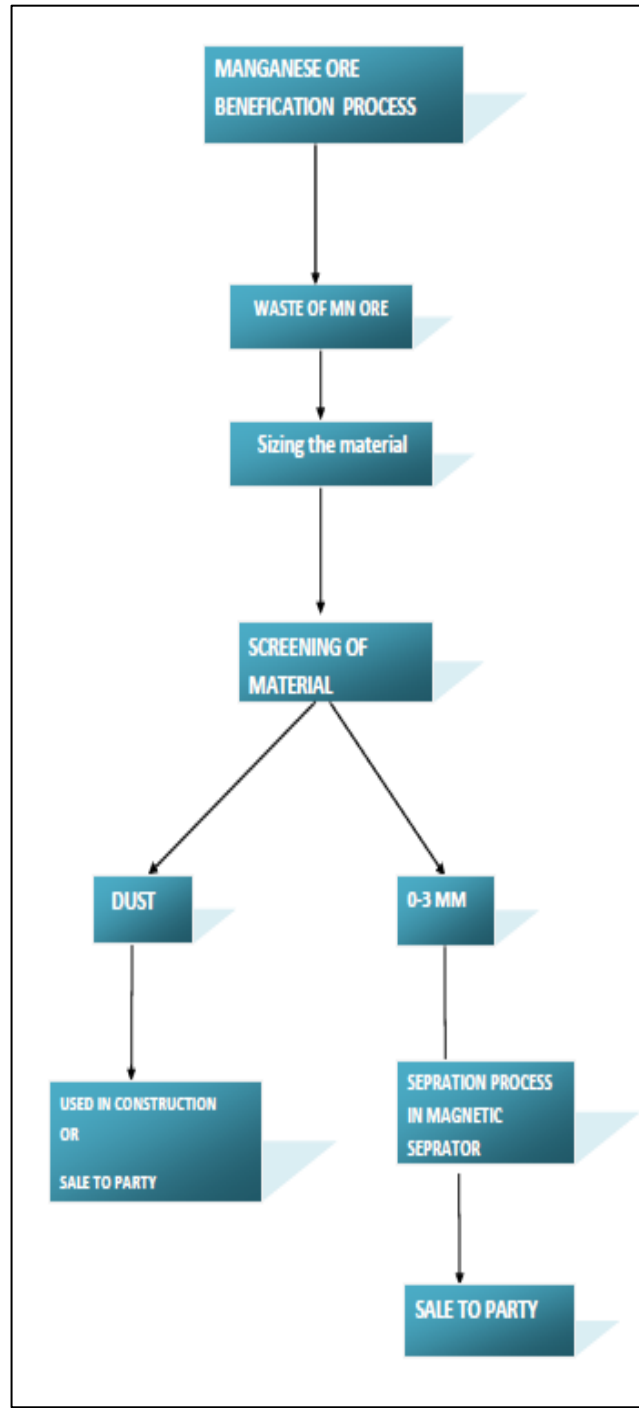 MANGANESE ORE
BENEFICATION PROCESS
WASTE OF MN ORE
Sizing the material
SCREENING OF
MATERIAL
DUST
0-3 MM
USED IN CONSTRUCTION
OR
SALE TO PARTY
SEPRATION PROCESS
IN MAGNETIC
SEPRATOR
SALE TO PARTY